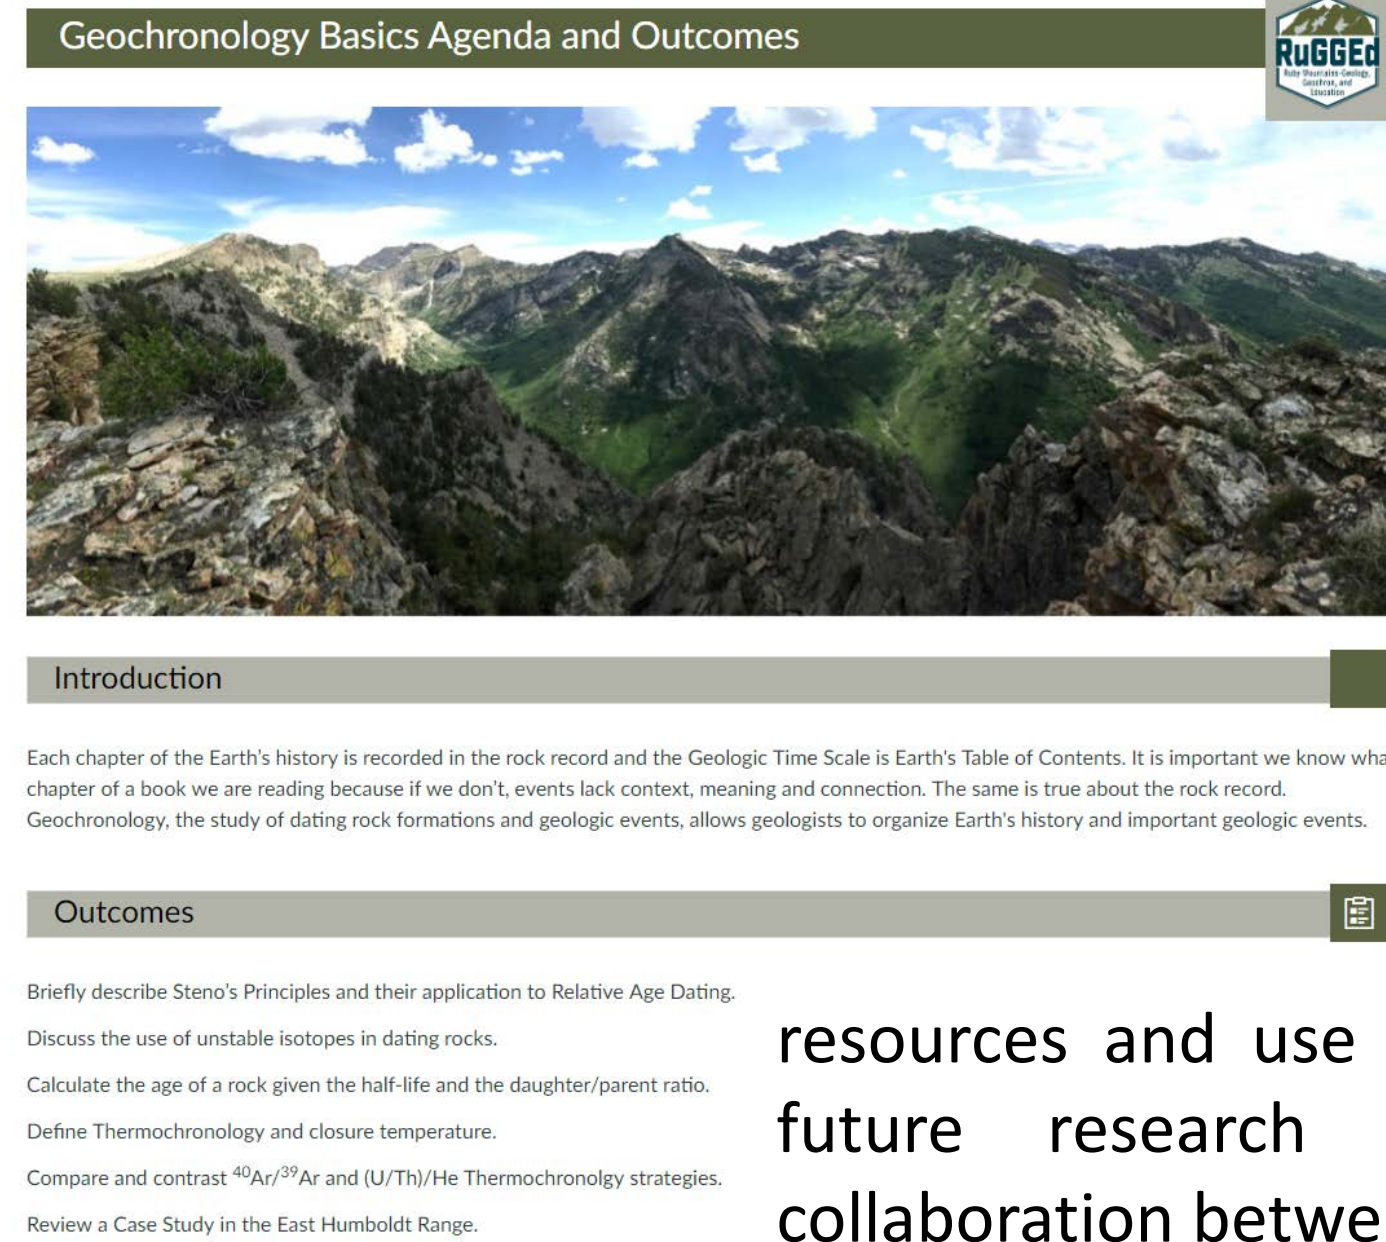 Geochronology Basics Agenda and Outcomes
RuGGEd
Ruby Mountains-Geology,
Geochron, and
Education
Introduction
Each chapter of the Earth's history is recorded in the rock record and the Geologic Time Scale is Earth's Table of Contents. It is important we know wha
chapter of a book we are reading because if we don't, events lack context, meaning and connection. The same is true about the rock record.
Geochronology, the study of dating rock formations and geologic events, allows geologists to organize Earth's history and important geologic events.
Outcomes
Briefly describe Steno's Principles and their application to Relative Age Dating.
Discuss the use of unstable isotopes in dating rocks.
Calculate the age of a rock given the half-life and the daughter/parent ratio.
Define Thermochronology and closure temperature.
Compare and contrast ⁴⁰Ar/³⁹Ar and (U/Th)/He Thermochronolgy strategies.
Review a Case Study in the East Humboldt Range.
resources and use
future research
collaboration betwe